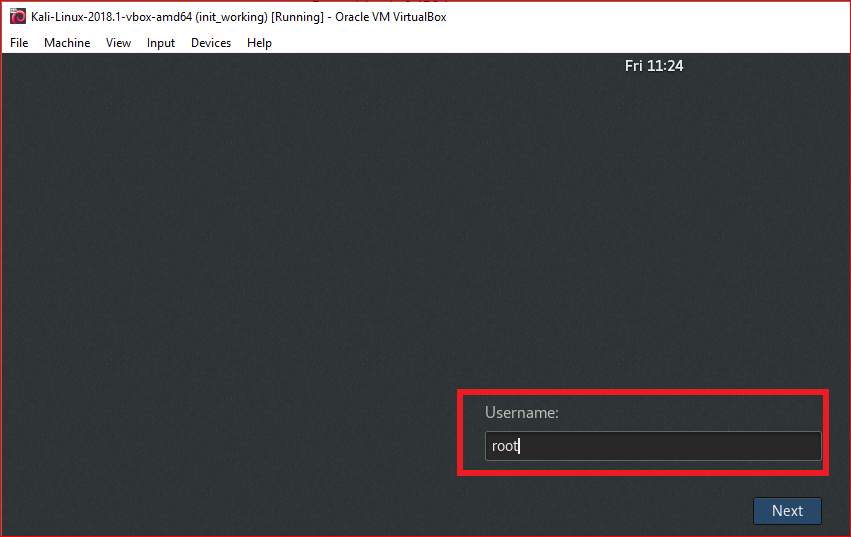 Kali-Linux-2018.1-vbox-amd64 (init_working) [Running] - Oracle VM VirtualBox
File Machine View Input Devices Help
Fri 11:24
Username:
root
Next